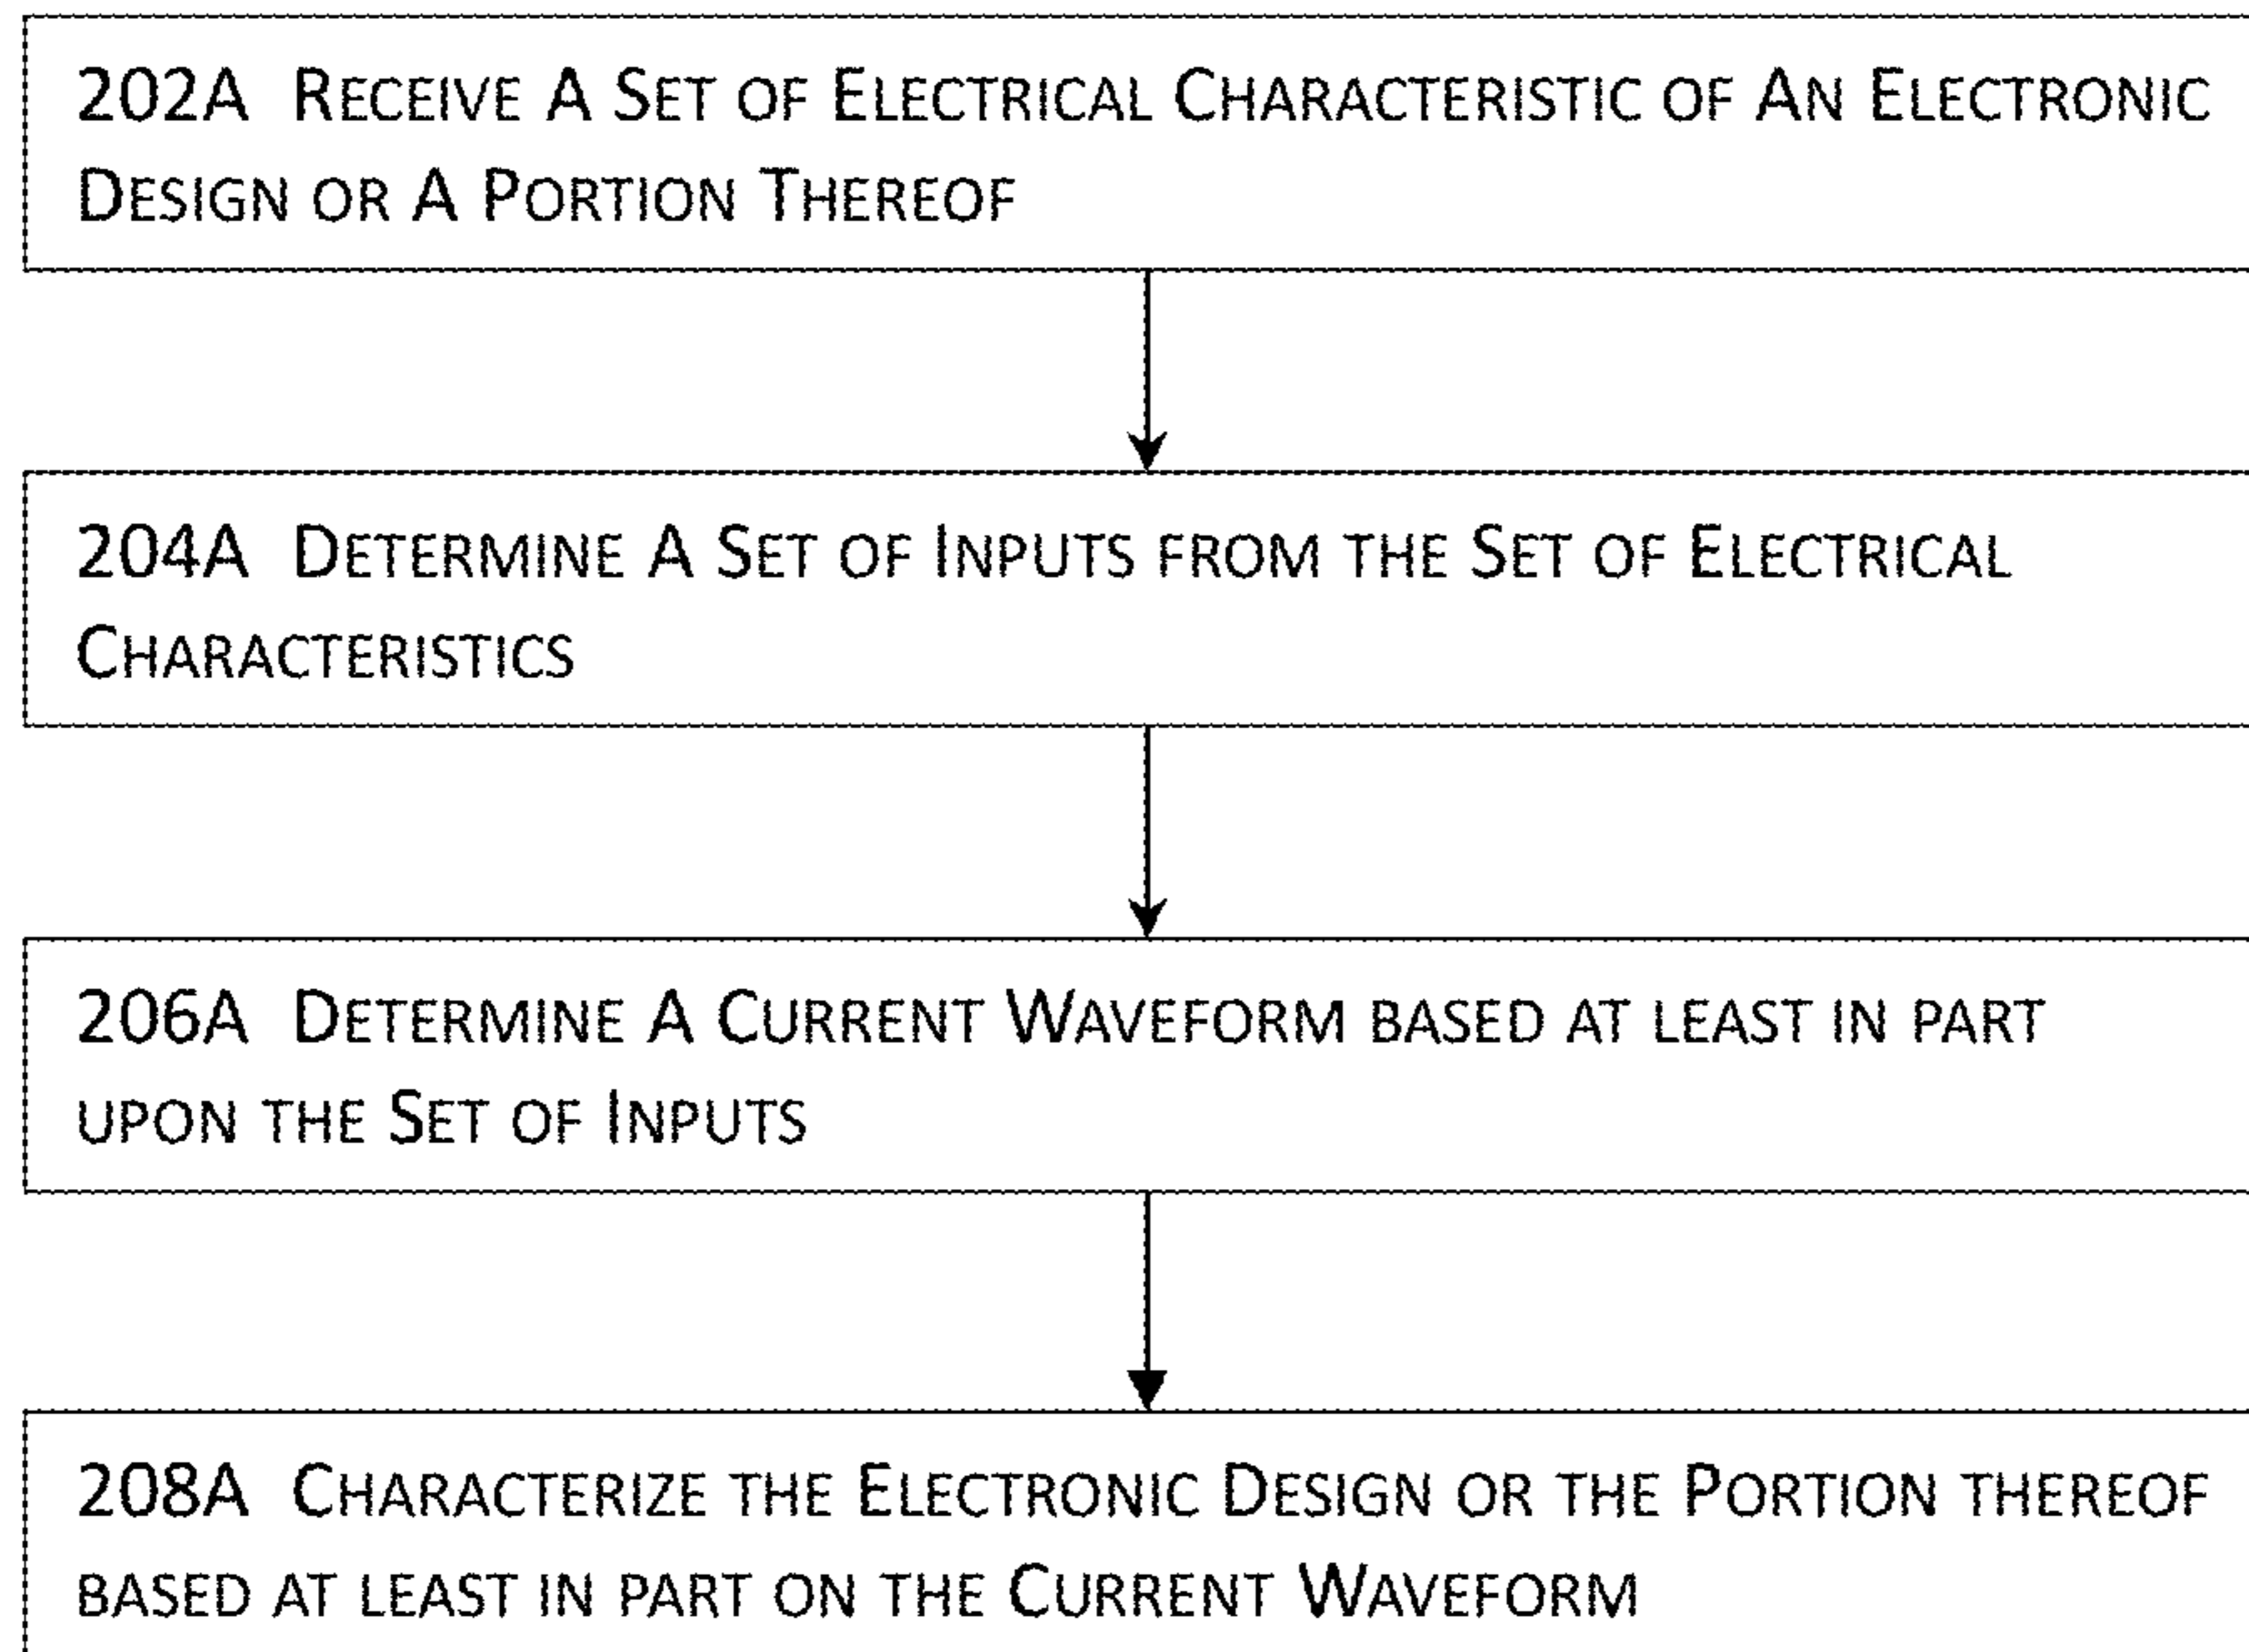 202A Receive A Set of Electrical Characteristic of An Electronic
Design or A Portion Thereof
204A Determine A Set of Inputs from the Set of Electrical
Characteristics
206A Determine A Current Waveform based at least in part
upon the Set of Inputs
208A Characterize the Electronic Design or the Portion thereof
based at least in part on the Current Waveform